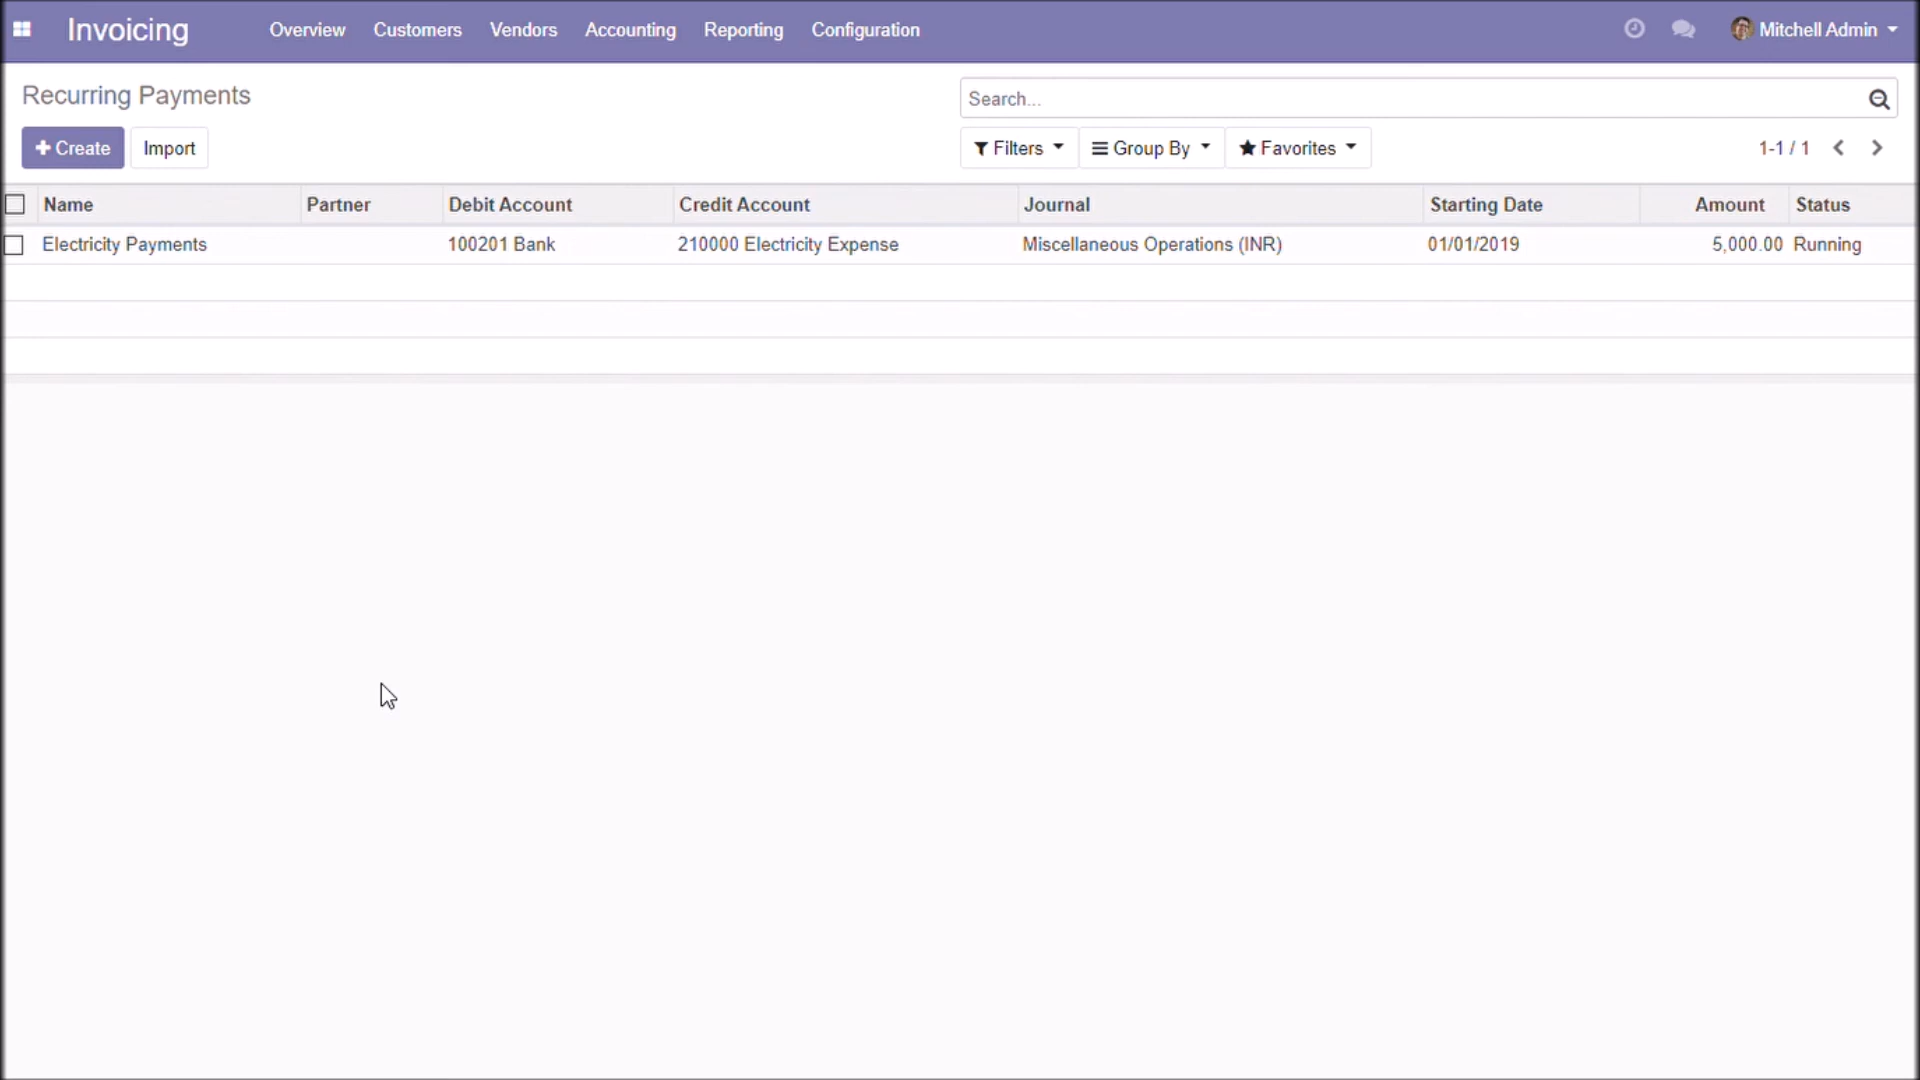 Invoicing Overview Customers Vendors Accounting Reporting Configuration Mitchell Admin
Recurring Payments
Search...
Create Import Filters Group By Favorites 1-1 / 1
Name Partner Debit Account Credit Account Journal Starting Date Amount Status
Electricity Payments 100201 Bank 210000 Electricity Expense Miscellaneous Operations (INR) 01/01/2019 5,000.00 Running